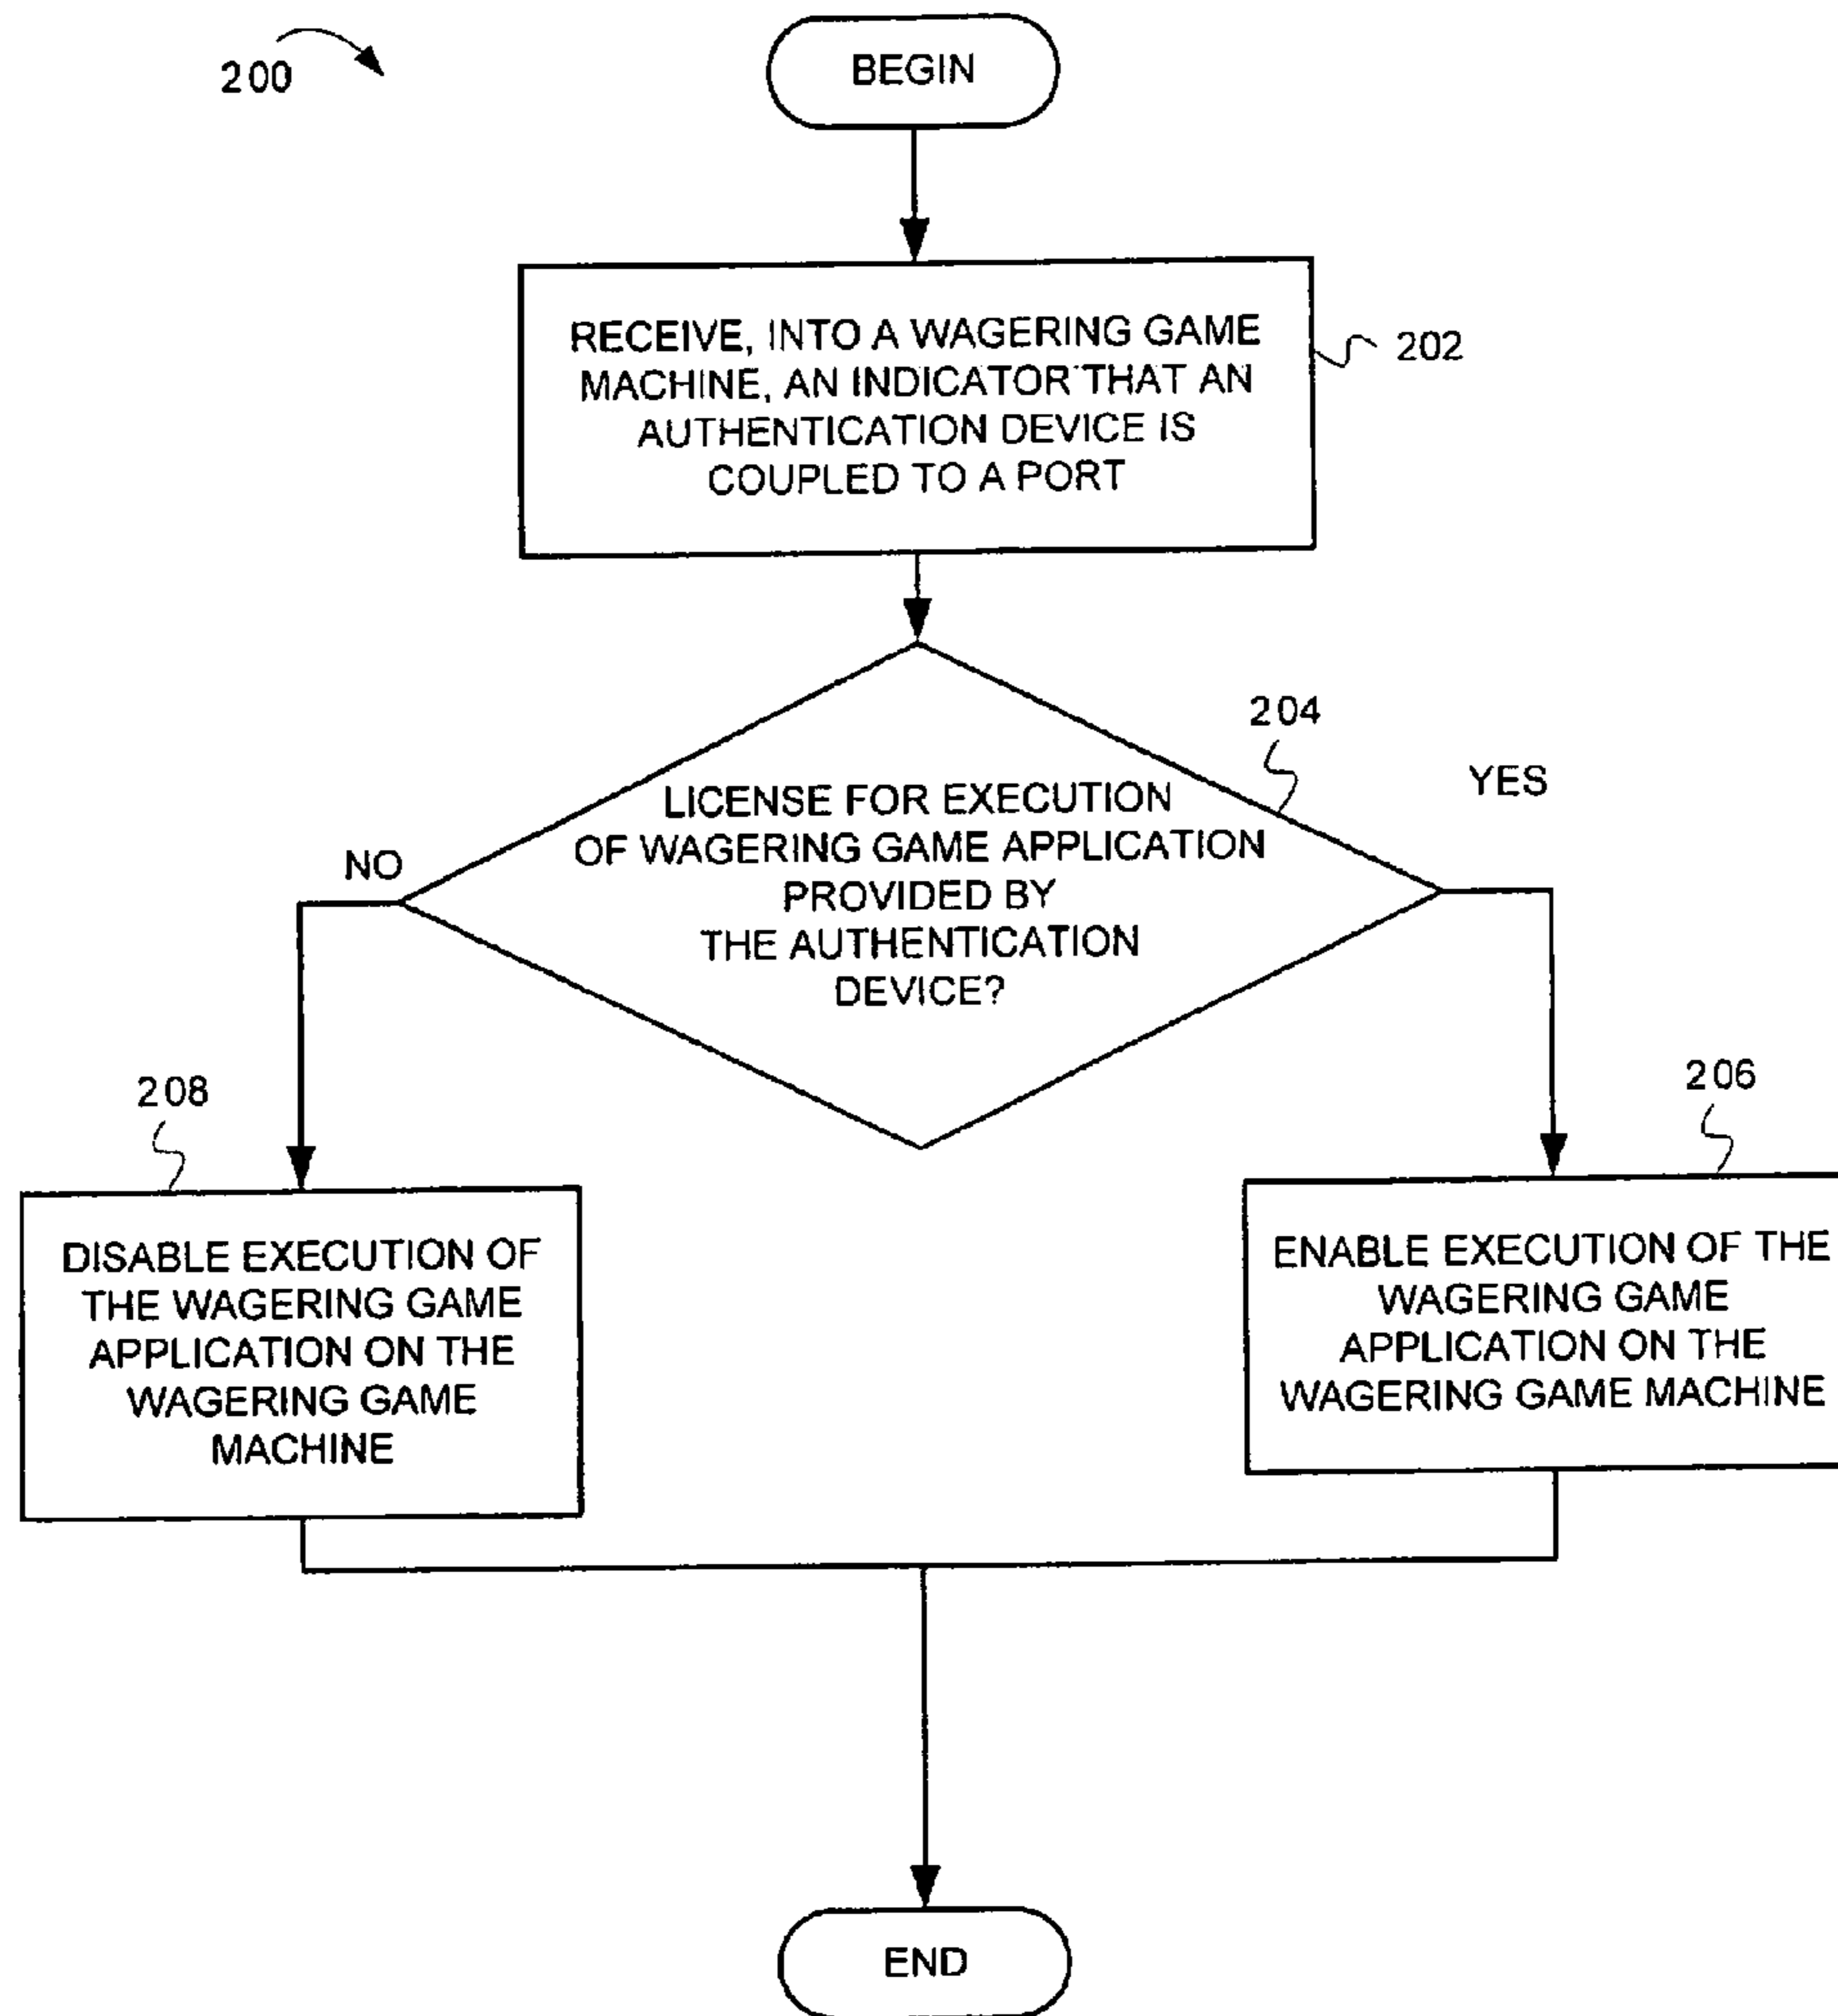 200
BEGIN
RECEIVE, INTO A WAGERING GAME
MACHINE, AN INDICATOR THAT AN
AUTHENTICATION DEVICE IS
COUPLED TO A PORT
202
204
LICENSE FOR EXECUTION
OF WAGERING GAME APPLICATION
PROVIDED BY
THE AUTHENTICATION
DEVICE?
YES
NO
208
DISABLE EXECUTION OF
THE WAGERING GAME
APPLICATION ON THE
WAGERING GAME
MACHINE
206
ENABLE EXECUTION OF THE
WAGERING GAME
APPLICATION ON THE
WAGERING GAME MACHINE
END